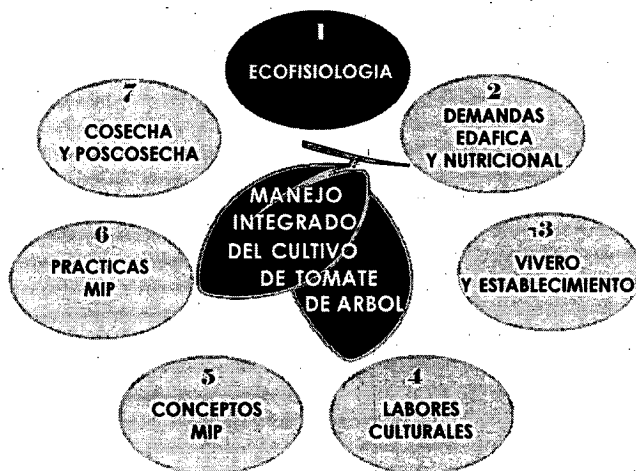 1
ECOFISIOLOGIA
2
DEMANDAS
EDAFICA
Y NUTRICIONAL
3
VIVERO
Y ESTABLECIMIENTO
4
LABORES
CULTURALES
5
CONCEPTOS
MIP
6
PRACTICAS
MIP
7
COSECHA
Y POSCOSECHA
MANEJO
INTEGRADO
DEL CULTIVO
DE TOMATE
DE ARBOL